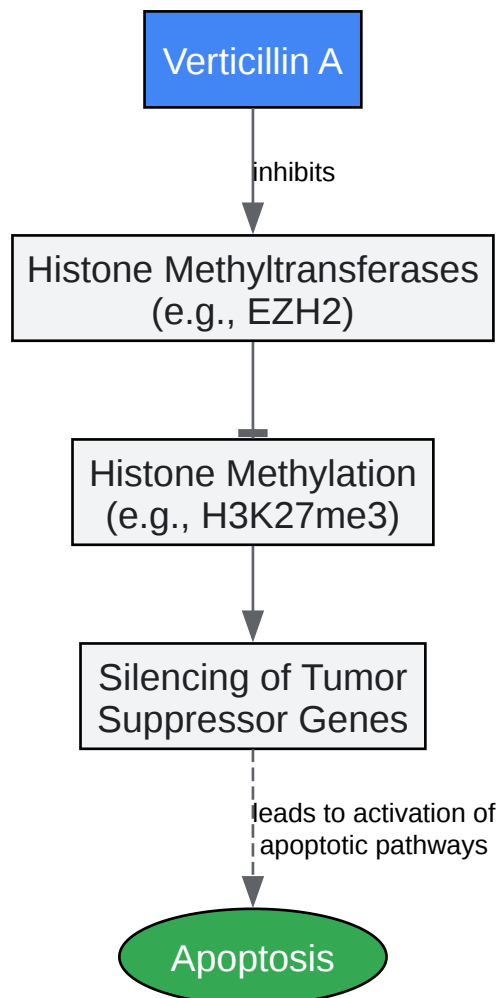 Verticillin A
inhibits
Histone Methyltransferases
(e.g., EZH2)
Histone Methylation
(e.g., H3K27me3)
Silencing of Tumor
Suppressor Genes
leads to activation of
apoptotic pathways
Apoptosis